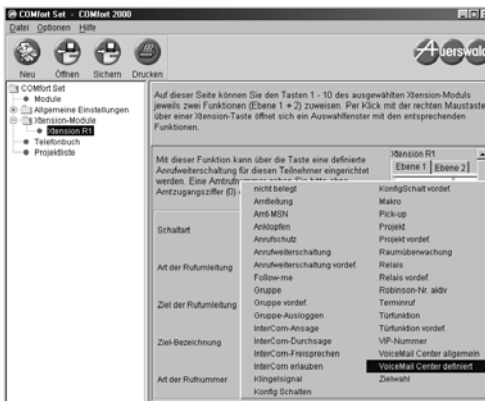 COMfort Set - COMfort 2000
Datei Optionen Hilfe
Neu Öffnen Sichern Drucken
Auerswald
COMfort Set
Module
Allgemeine Einstellungen
Xtension-Module
Xtension R1
Telefonbuch
Projektliste
Auf dieser Seite können Sie den Tasten 1 - 10 des ausgewählten Xtension-Moduls
jeweils zwei Funktionen (Ebene 1 + 2) zuweisen. Per Klick mit der rechten Maustaste
über einer Xtension-Taste öffnet sich ein Auswahlfenster mit den entsprechenden
Funktionen.
Mit dieser Funktion kann über die Taste eine definierte
Anrufweiterschaltung für diesen Teilnehmer eingerichtet
werden. Eine
Amtzugangsziffer (0)
Xtension R1
Ebene 1 Ebene 2
Schaltart
Art der Rufumleitung
Ziel der Rufumleitung
Ziel-Bezeichnung
Art der Rufnummer
nicht belegt
Amtleitung
Amt-MSN
Anklopfen
Anrufschutz
Anrufweiterschaltung
Anrufweiterschaltung vordef.
Follow-me
Gruppe
Gruppe vordef.
Gruppe-Ausloggen
InterCom-Ansage
InterCom-Durchsage
InterCom-Freisprechen
InterCom erlauben
Klingelsignal
Konfig Schalten
KonfigSchalt vordef.
Makro
Pick-up
Projekt
Projekt vordef.
Raumüberwachung
Relais
Relais vordef.
Robinson-Nr. aktiv
Terminruf
Türfunktion
Türfunktion vordef.
VIP-Nummer
VoiceMail Center allgemein
VoiceMail Center definiert
Zielwahl